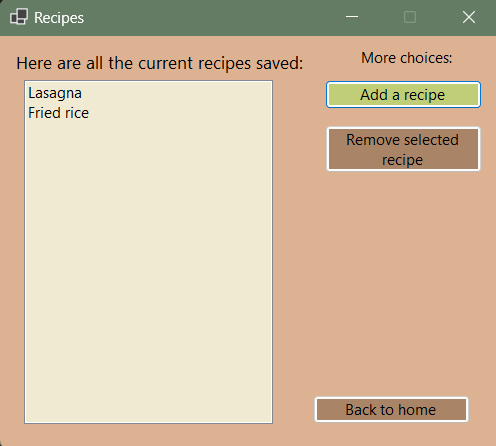 Recipes
Here are all the current recipes saved:
Lasagna
Fried rice
More choices:
Add a recipe
Remove selected
recipe
Back to home